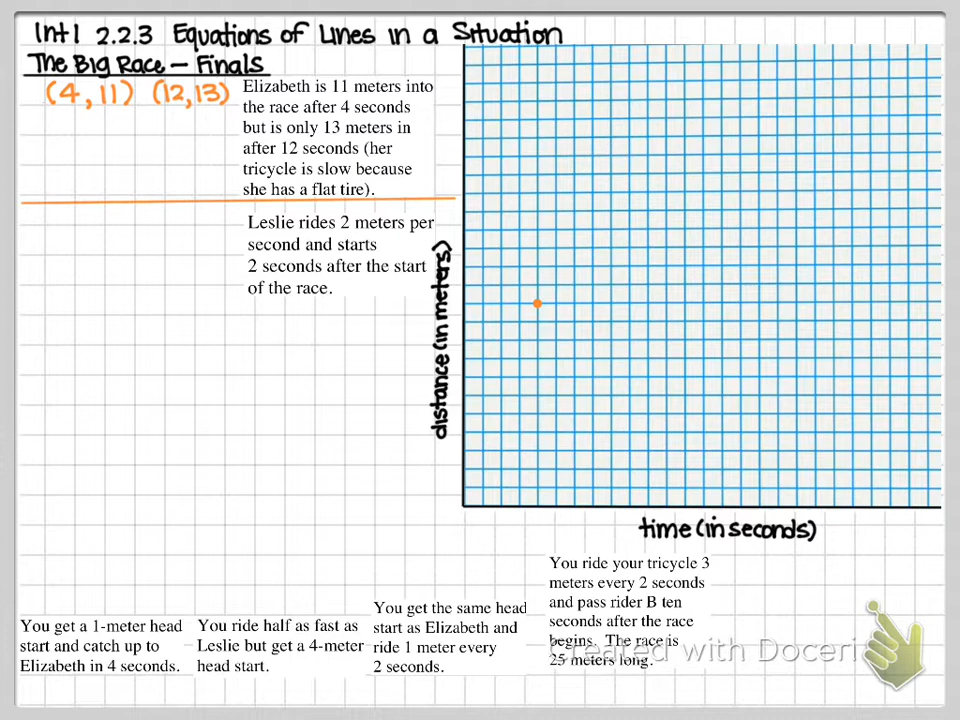 Int1 2.2.3 Equations of Lines in a Situation
The Big Race – Finals
(4,11) (12,13)
Elizabeth is 11 meters into
the race after 4 seconds
but is only 13 meters in
after 12 seconds (her
tricycle is slow because
she has a flat tire).
Leslie rides 2 meters per
second and starts
2 seconds after the start
of the race.
distance (in meters)
time (in seconds)
You get a 1-meter head
start and catch up to
Elizabeth in 4 seconds.
You ride half as fast as
Leslie but get a 4-meter
head start.
You get the same head
start as Elizabeth and
ride 1 meter every
2 seconds.
You ride your tricycle 3
meters every 2 seconds
and pass rider B ten
seconds after the race
begins. The race is
25 meters long.
Created with Doceri